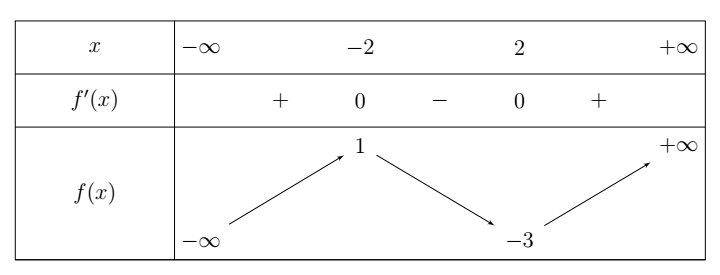 x −∞ −2 2 +∞
f′(x) + 0 − 0 +
1 +∞
f(x)
−∞ −3